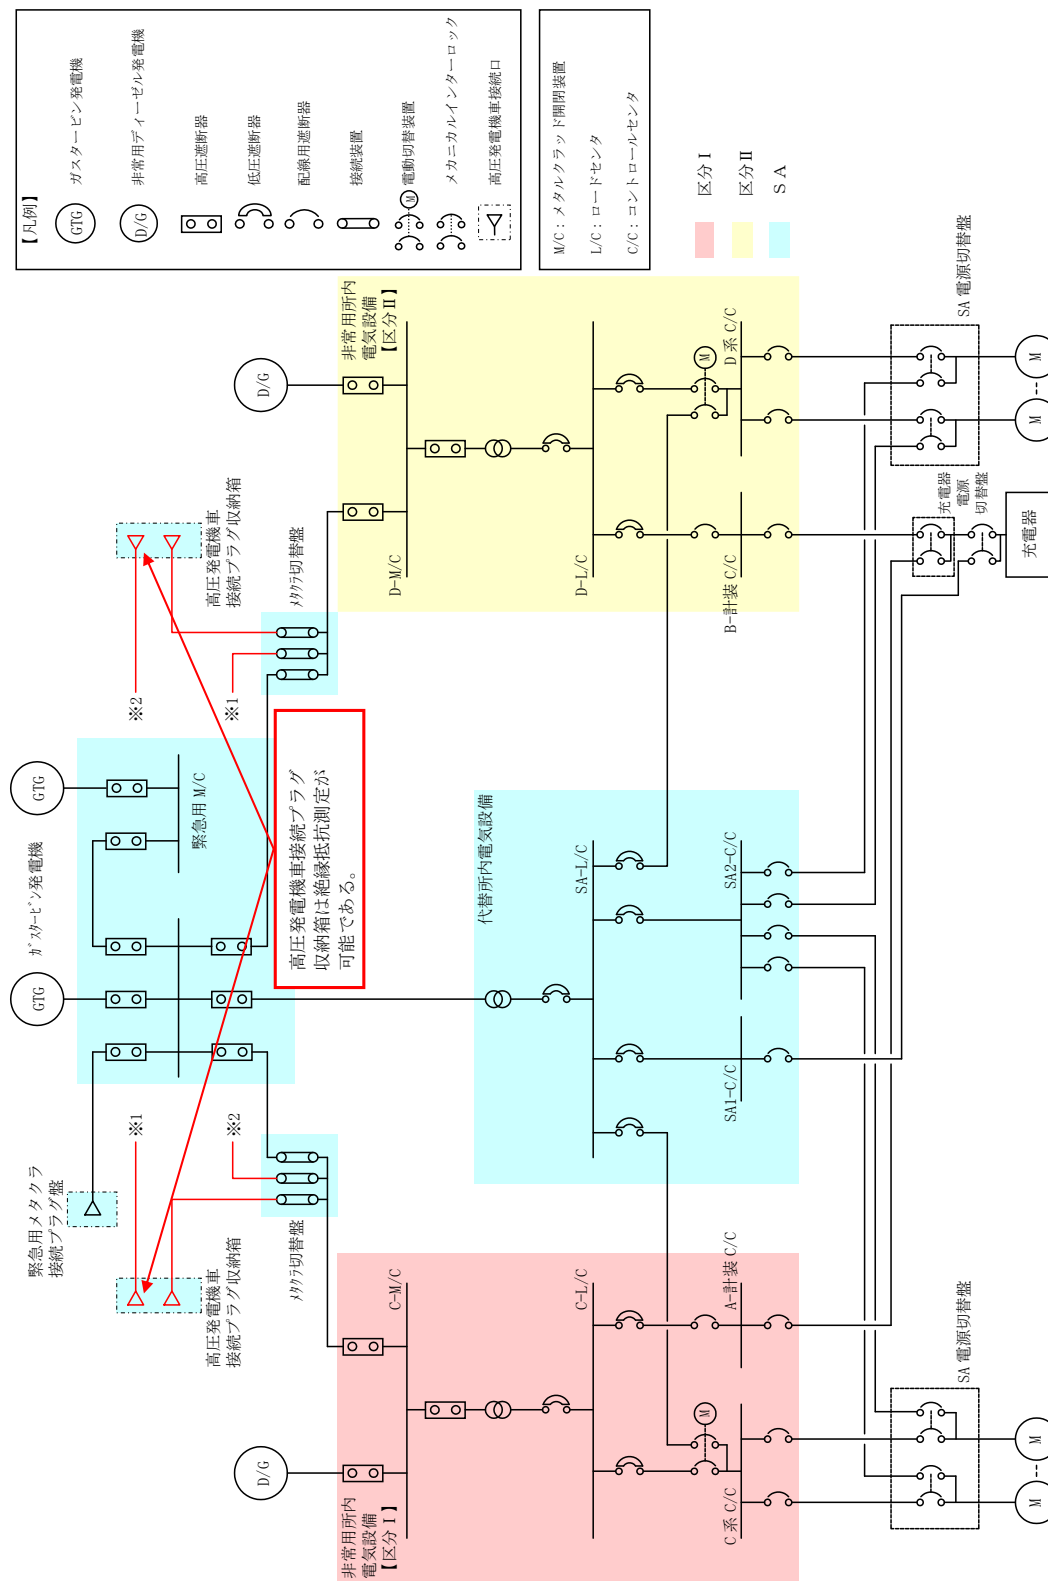 【凡例】
GTG
ガスタービン発電機
D/G
非常用ディーゼル発電機
高圧遮断器
低圧遮断器
配線用遮断器
接続装置
M
電動切替装置
メカニカルインターロック
高圧発電機車接続口
M/C：メタルクラッド開閉装置
L/C：ロードセンタ
C/C：コントロールセンタ
区分Ⅰ
区分Ⅱ
ＳＡ
緊急用メタクラ
接続プラグ盤
ｶﾞｽﾀｰﾋﾞﾝ発電機
GTG
GTG
緊急用 M/C
高圧発電機車
接続プラグ収納箱
※1
※2
高圧発電機車
接続プラグ収納箱
※2
※1
ﾒﾀｸﾗ切替盤
ﾒﾀｸﾗ切替盤
高圧発電機車接続プラグ
収納箱は絶縁抵抗測定が
可能である。
D/G
D/G
非常用所内
電気設備
【区分Ⅰ】
C-M/C
C-L/C
M
C 系 C/C
A-計装 C/C
代替所内電気設備
SA-L/C
SA1-C/C
SA2-C/C
非常用所内
電気設備
【区分Ⅱ】
D-M/C
D-L/C
M
B-計装 C/C
D 系 C/C
SA 電源切替盤
M
M
充電器
電源
切替盤
充電器
SA 電源切替盤
M
M